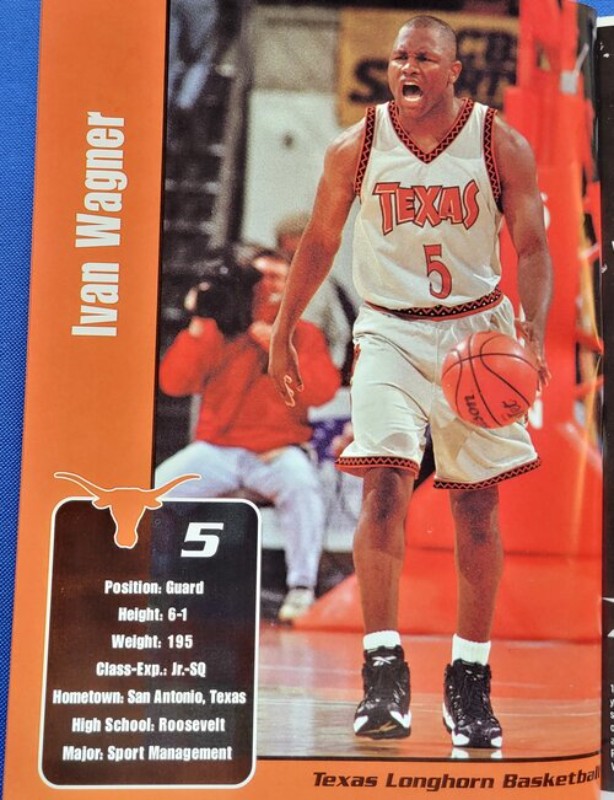 Ivan Wagner
CBS
TEXAS
5
5
Position: Guard
Height: 6-1
Weight: 195
Class-Exp.: Jr.-SQ
Hometown: San Antonio, Texas
High School: Roosevelt
Major: Sport Management
Texas Longhorn Basketball